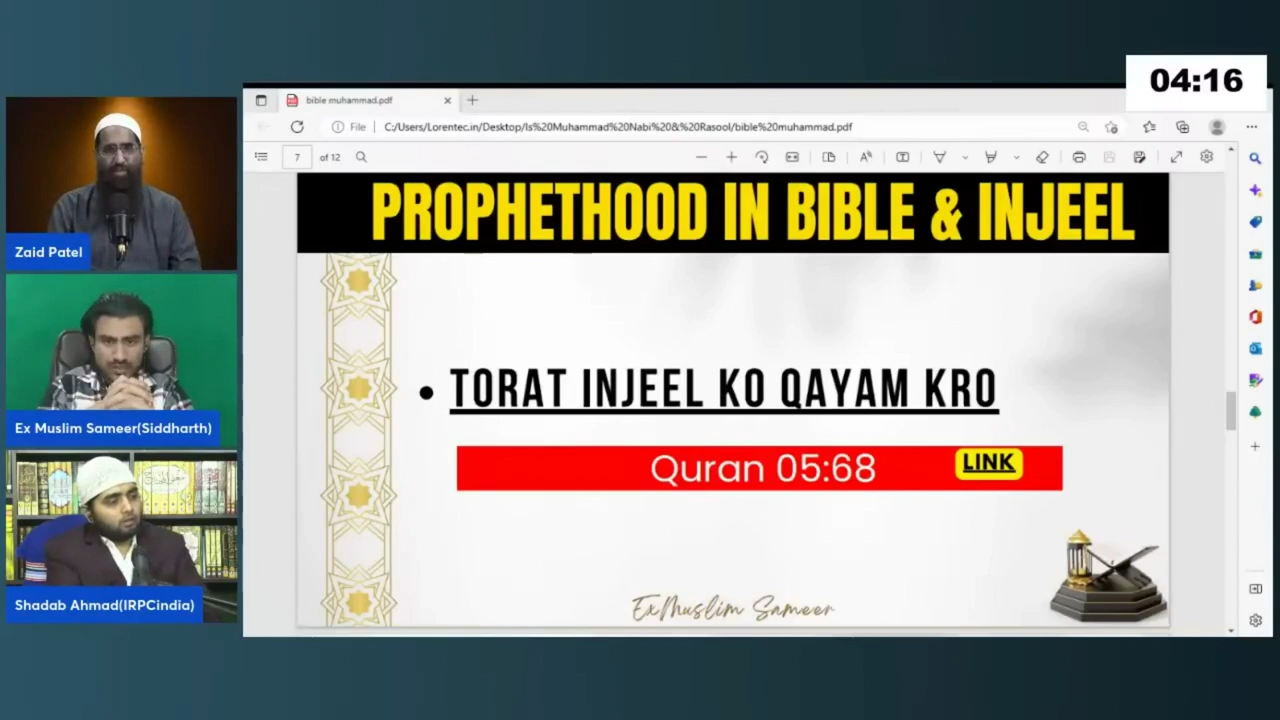 04:16
bible muhammad.pdf
File
C:/Users/Lorentec.in/Desktop/Is%20Muhammad%20Nabi%20&%20Rasool/bible%20muhammad.pdf
7 of 12
PROPHETHOOD IN BIBLE & INJEEL
• TORAT INJEEL KO QAYAM KRO
Quran 05:68 LINK
ExMuslim Sameer
Zaid Patel
Ex Muslim Sameer(Siddharth)
Shadab Ahmad(IRPCindia)